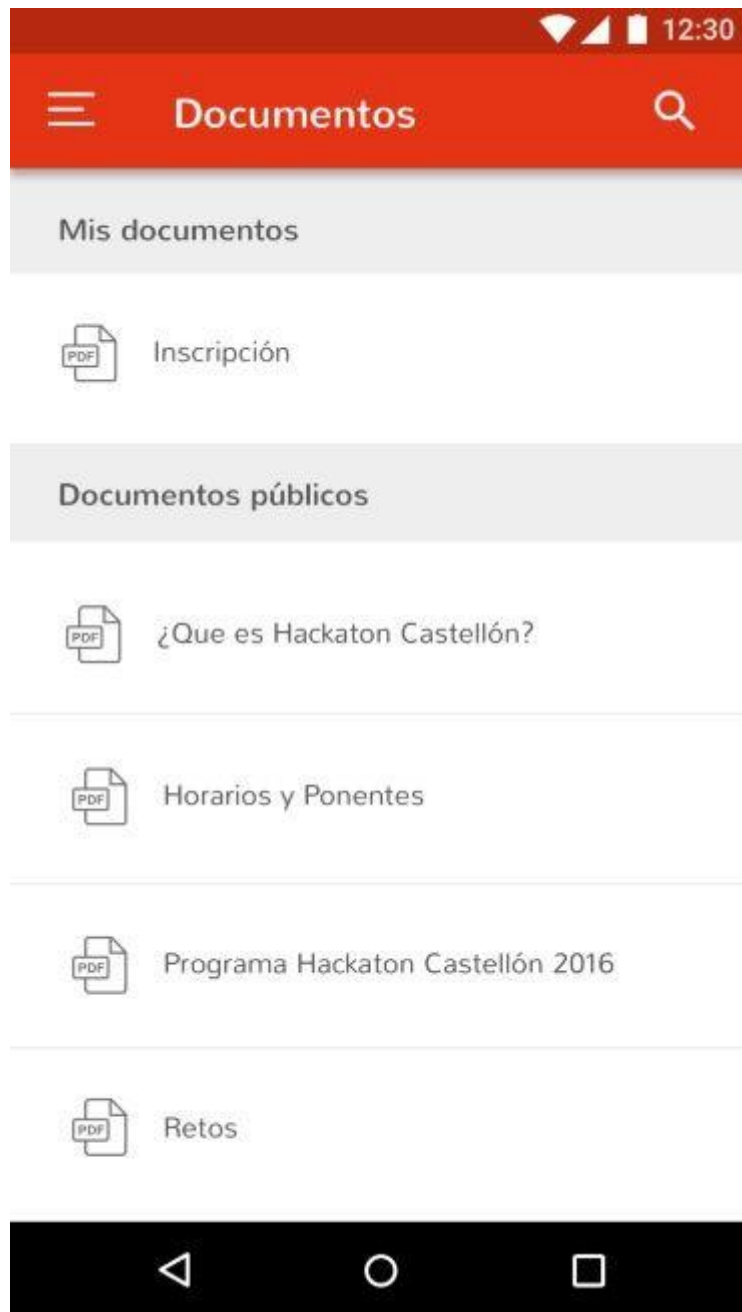 12:30
Documentos
Mis documentos
PDF Inscripción
Documentos públicos
PDF ¿Que es Hackaton Castellón?
PDF Horarios y Ponentes
PDF Programa Hackaton Castellón 2016
PDF Retos